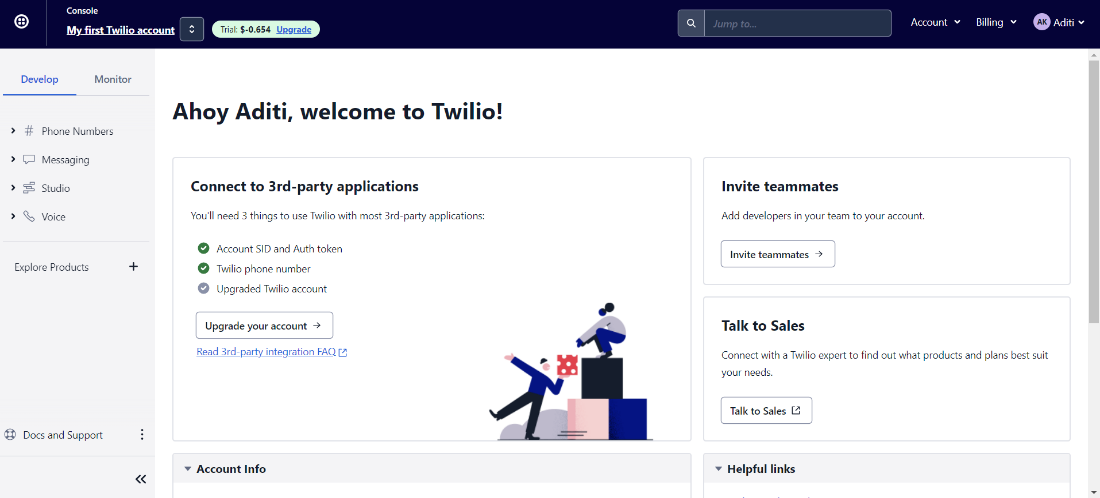 Console
My first Twilio account
Trial: $-0.654 Upgrade
Jump to...
Account
Billing
AK Aditi
Develop
Monitor
Phone Numbers
Messaging
Studio
Voice
Explore Products
Docs and Support
Ahoy Aditi, welcome to Twilio!
Connect to 3rd-party applications
You'll need 3 things to use Twilio with most 3rd-party applications:
Account SID and Auth token
Twilio phone number
Upgraded Twilio account
Upgrade your account
Read 3rd-party integration FAQ
Invite teammates
Add developers in your team to your account.
Invite teammates
Talk to Sales
Connect with a Twilio expert to find out what products and plans best suit
your needs.
Talk to Sales
Account Info
Helpful links